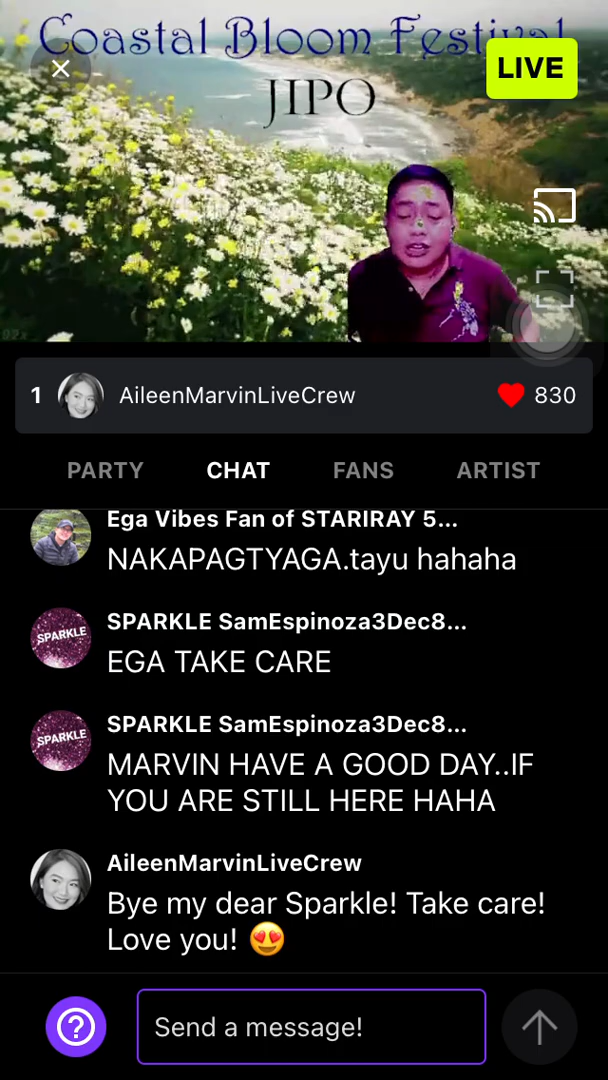 Coastal Bloom Festival
JIPO
LIVE
1 AileenMarvinLiveCrew 830
PARTY CHAT FANS ARTIST
Ega Vibes Fan of STARIRAY 5...
NAKAPAGTYAGA.tayu hahaha
SPARKLE
SPARKLE SamEspinoza3Dec8...
EGA TAKE CARE
SPARKLE
SPARKLE SamEspinoza3Dec8...
MARVIN HAVE A GOOD DAY..IF
YOU ARE STILL HERE HAHA
AileenMarvinLiveCrew
Bye my dear Sparkle! Take care!
Love you! 😍
Send a message!